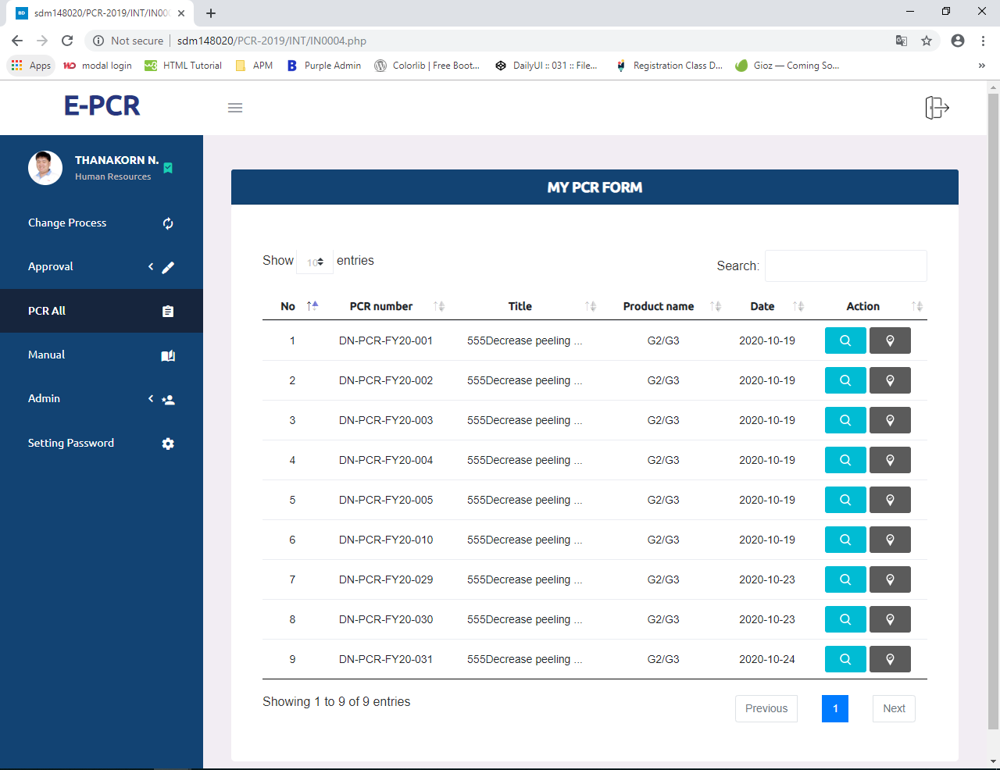 BD sdm148020/PCR-2019/INT/IN000
Not secure sdm148020/PCR-2019/INT/IN0004.php
Apps modal login HTML Tutorial APM Purple Admin Colorlib | Free Boot... DailyUI :: 031 :: File... Registration Class D... Gioz — Coming So... »
E-PCR
THANAKORN N.
Human Resources
Change Process
Approval
PCR All
Manual
Admin
Setting Password
MY PCR FORM
Show 10 entries Search:
No PCR number Title Product name Date Action
1 DN-PCR-FY20-001 555Decrease peeling ... G2/G3 2020-10-19
2 DN-PCR-FY20-002 555Decrease peeling ... G2/G3 2020-10-19
3 DN-PCR-FY20-003 555Decrease peeling ... G2/G3 2020-10-19
4 DN-PCR-FY20-004 555Decrease peeling ... G2/G3 2020-10-19
5 DN-PCR-FY20-005 555Decrease peeling ... G2/G3 2020-10-19
6 DN-PCR-FY20-010 555Decrease peeling ... G2/G3 2020-10-19
7 DN-PCR-FY20-029 555Decrease peeling ... G2/G3 2020-10-23
8 DN-PCR-FY20-030 555Decrease peeling ... G2/G3 2020-10-23
9 DN-PCR-FY20-031 555Decrease peeling ... G2/G3 2020-10-24
Showing 1 to 9 of 9 entries Previous 1 Next